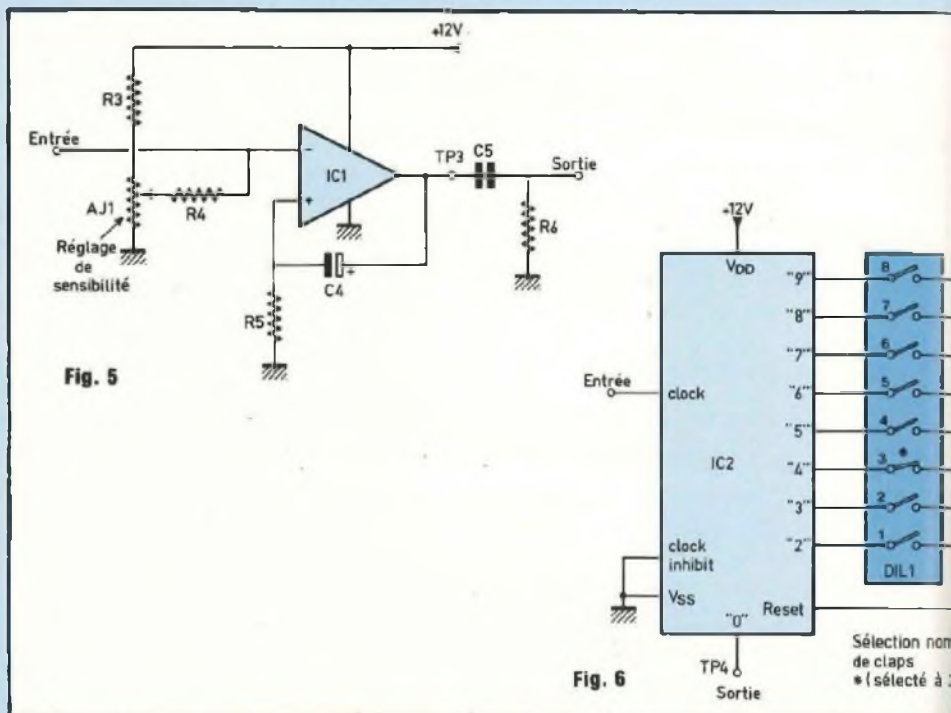 +12V
R3
Entrée
AJ1
R4
Réglage
de
sensibilité
-
IC1
+
TP3
C5
Sortie
R6
C4
+
R5
Fig. 5
+12V
VDD
Entrée
clock
IC2
clock
inhibit
VSS
"0"
Reset
"9"
"8"
"7"
"6"
"5"
"4"
"3"
"2"
8
7
6
5
4
3 *
2
1
DIL1
TP4
Sortie
Fig. 6
Sélection
de claps
* (sélecté à